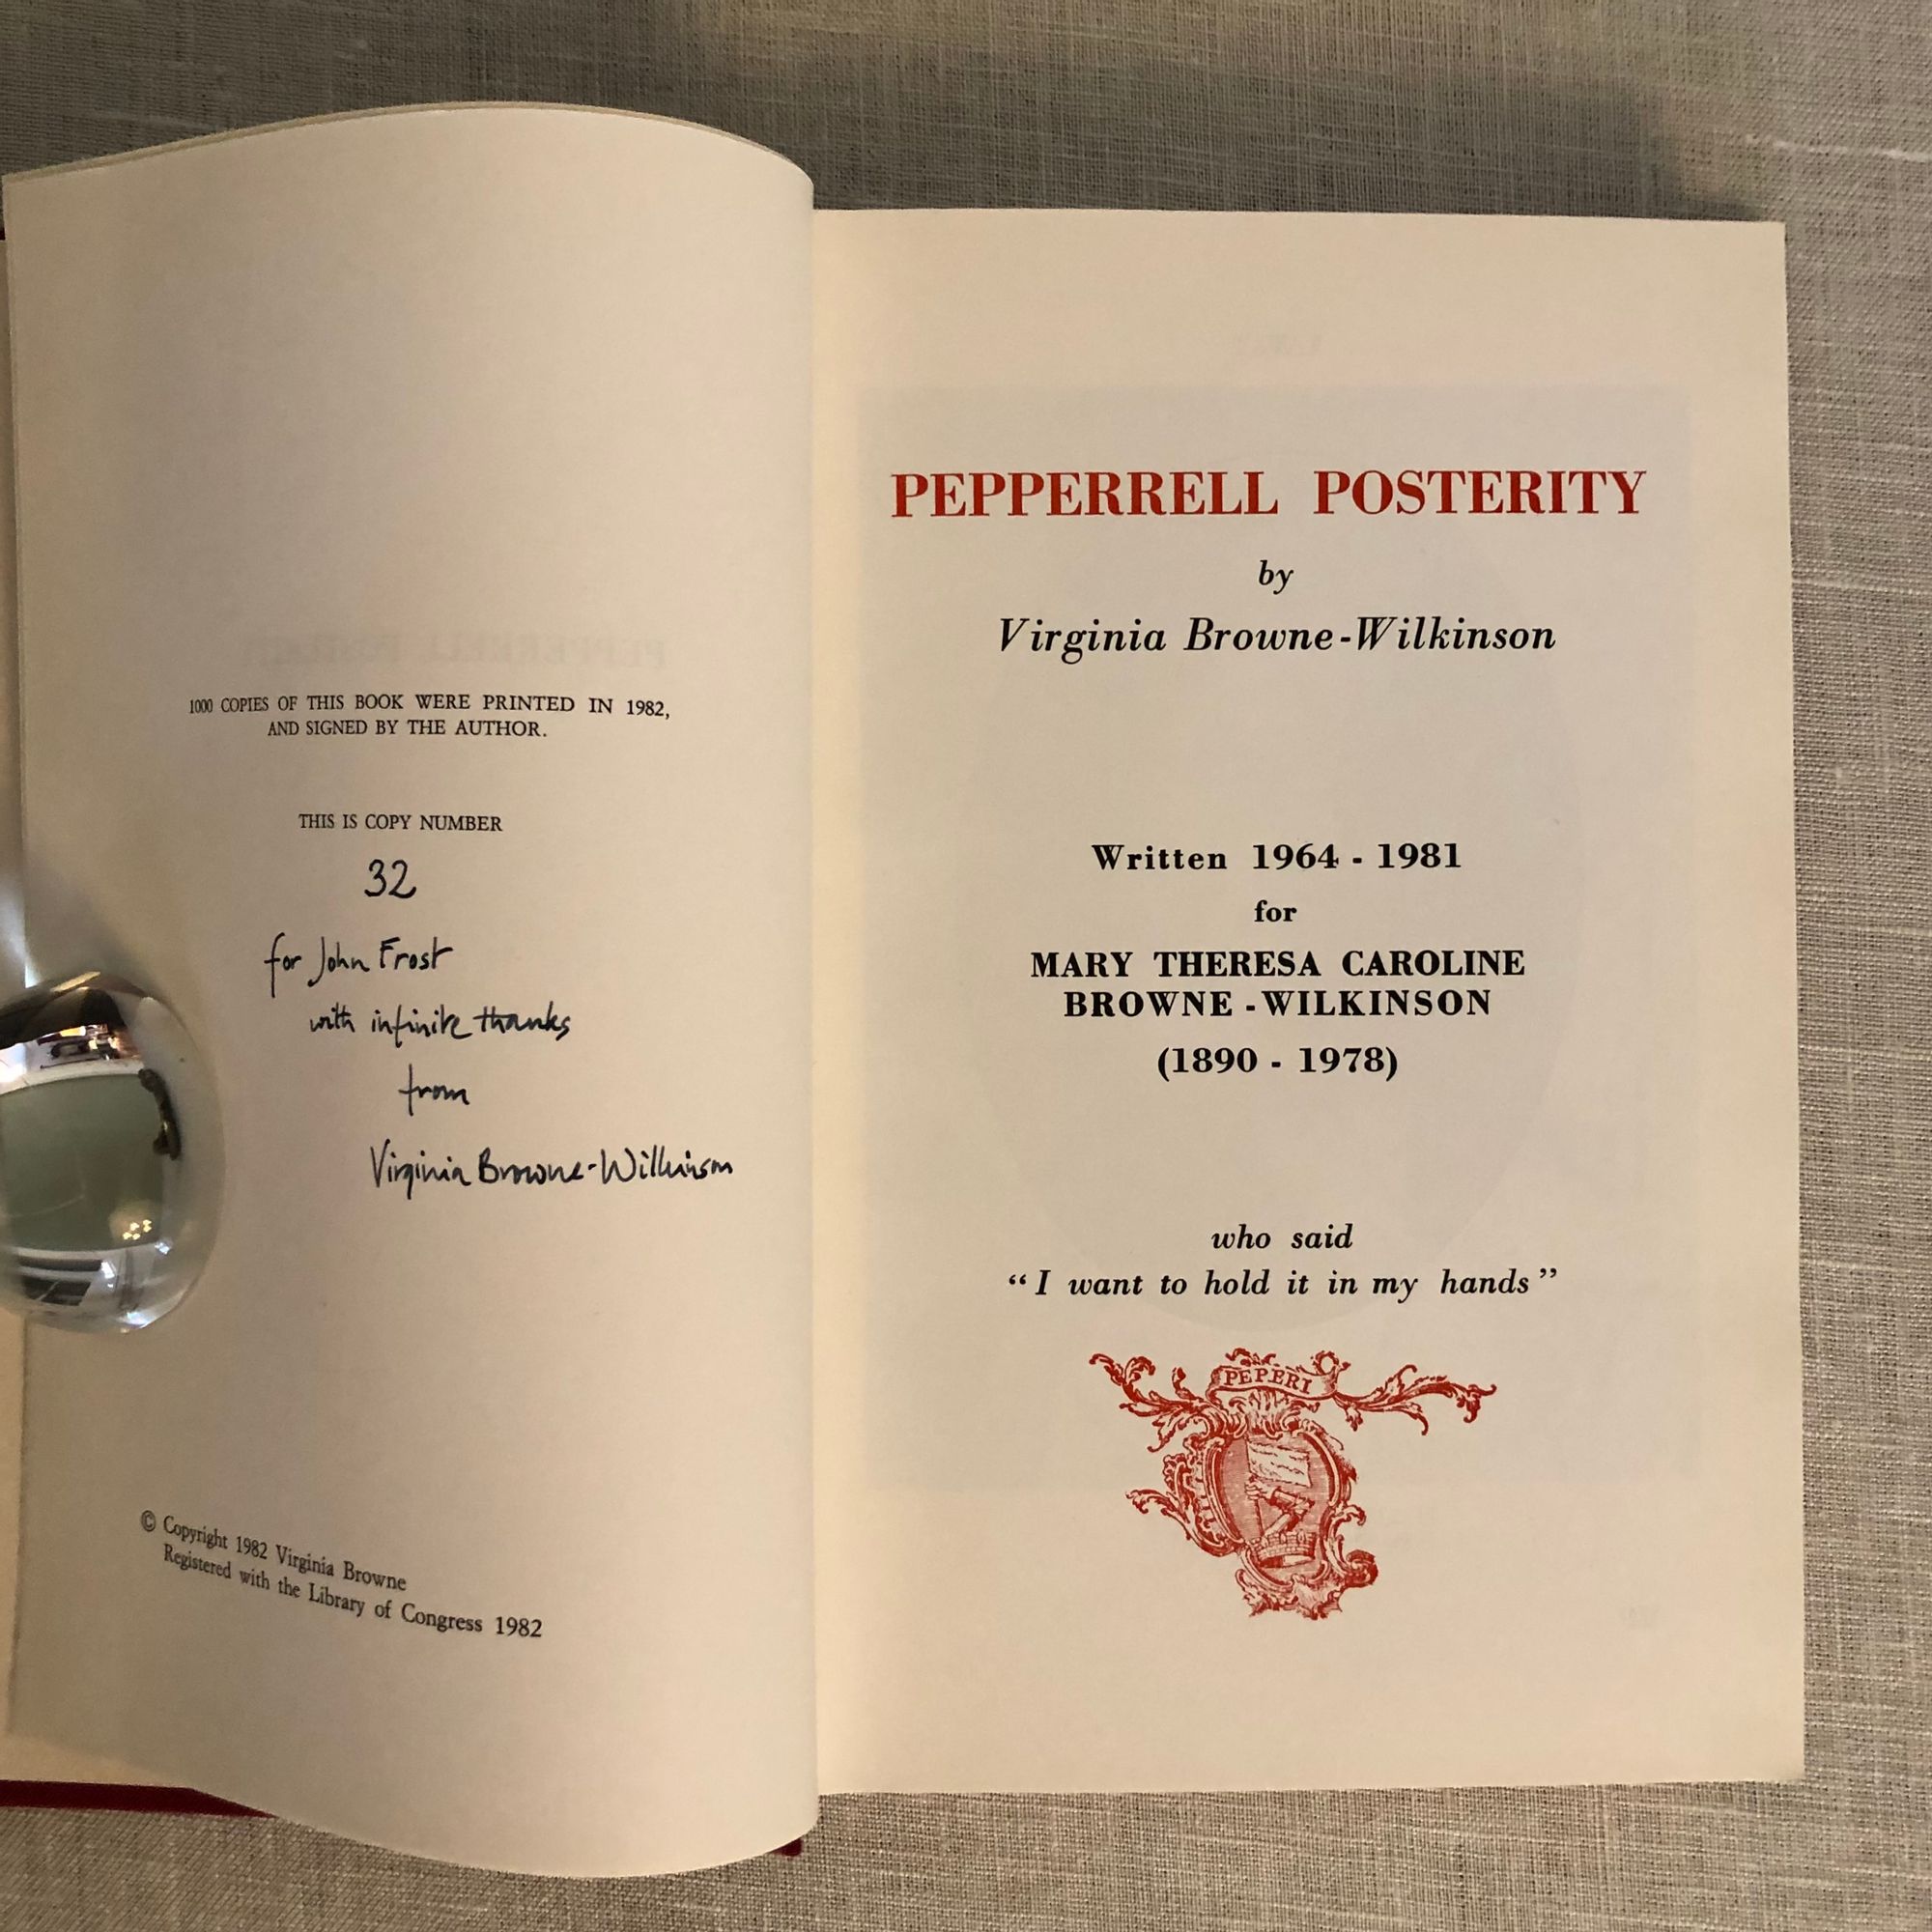 1000 COPIES OF THIS BOOK WERE PRINTED IN 1982,
AND SIGNED BY THE AUTHOR.
THIS IS COPY NUMBER
32
for John Frost
with infinite thanks
from
Virginia Browne-Wilkinson
© Copyright 1982 Virginia Browne
Registered with the Library of Congress 1982
PEPPERRELL POSTERITY
by
Virginia Browne-Wilkinson
Written 1964 - 1981
for
MARY THERESA CAROLINE
BROWNE-WILKINSON
(1890 - 1978)
who said
“I want to hold it in my hands”
PEPERI